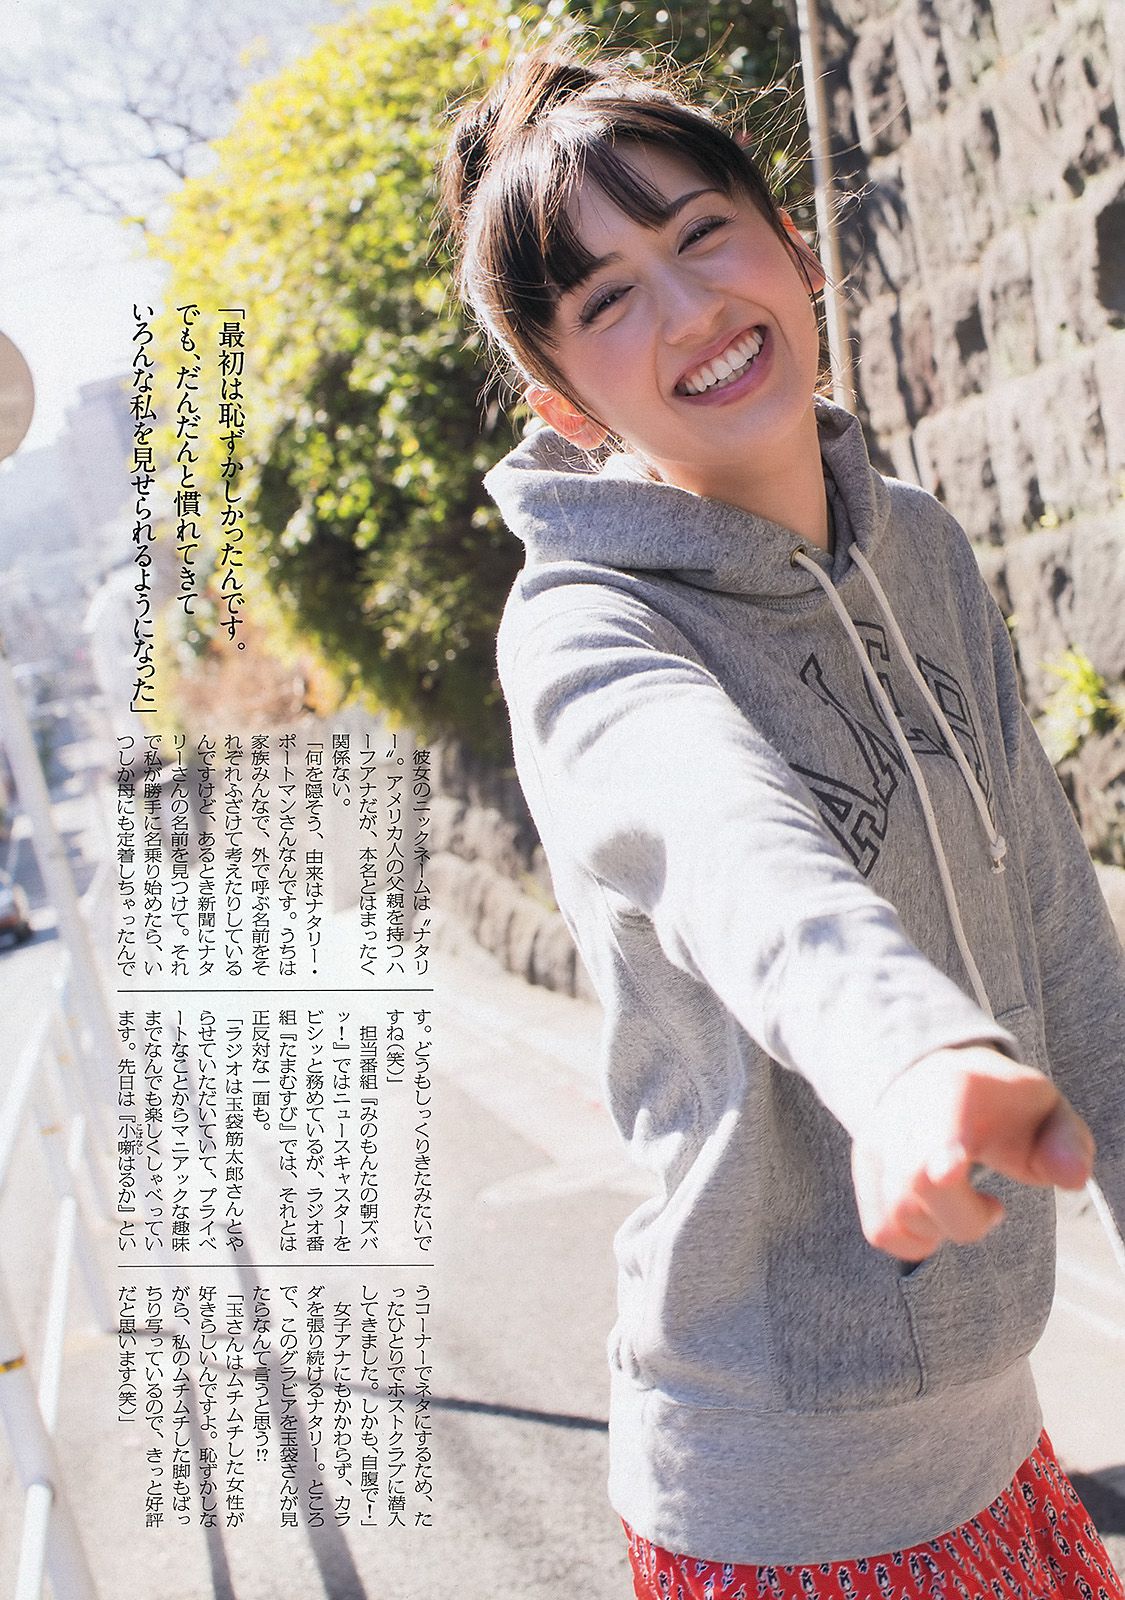 「最初は恥ずかしかったんです。
でも、だんだんと慣れてきて
いろんな私を見せられるようになった」
彼女のニックネームは〝ナタリ
ー〟。アメリカ人の父親を持つハ
ーフアナだが、本名とはまったく
関係ない。
「何を隠そう、由来はナタリー・
ポートマンさんなんです。うちは
家族みんなで、外で呼ぶ名前をそ
れぞれふざけて考えたりしている
んですけど、あるとき新聞にナタ
リーさんの名前を見つけて。それ
で私が勝手に名乗り始めたら、い
つしか母にも定着しちゃったんで
す。どうもしっくりきたみたいで
すね(笑)」
担当番組『みのもんたの朝ズバ
ッ!』ではニュースキャスターを
ビシッと務めているが、ラジオ番
組『たまむすび』では、それとは
正反対な一面も。
「ラジオは玉袋筋太郎さんとや
らせていただいていて、プライベ
ートなことからマニアックな趣味
までなんでも楽しくしゃべってい
ます。先日は『小噺はるか』とい
こばなし
うコーナーでネタにするため、た
ったひとりでホストクラブに潜入
してきました。しかも、自腹で!」
女子アナにもかかわらず、カラ
ダを張り続けるナタリー。ところ
で、このグラビアを玉袋さんが見
たらなんて言うと思う!?
「玉さんはムチムチした女性が
好きらしいんですよ。恥ずかしな
がら、私のムチムチした脚もばっ
ちり写っているので、きっと好評
だと思います(笑)」